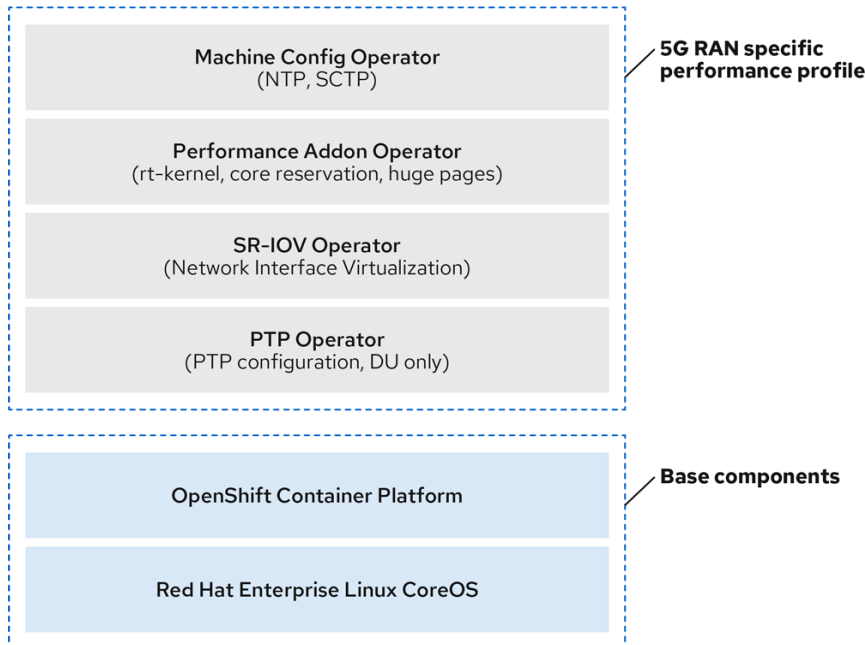 Machine Config Operator
(NTP, SCTP)
5G RAN specific
performance profile
Performance Addon Operator
(rt-kernel, core reservation, huge pages)
SR-IOV Operator
(Network Interface Virtualization)
PTP Operator
(PTP configuration, DU only)
OpenShift Container Platform
Base components
Red Hat Enterprise Linux CoreOS